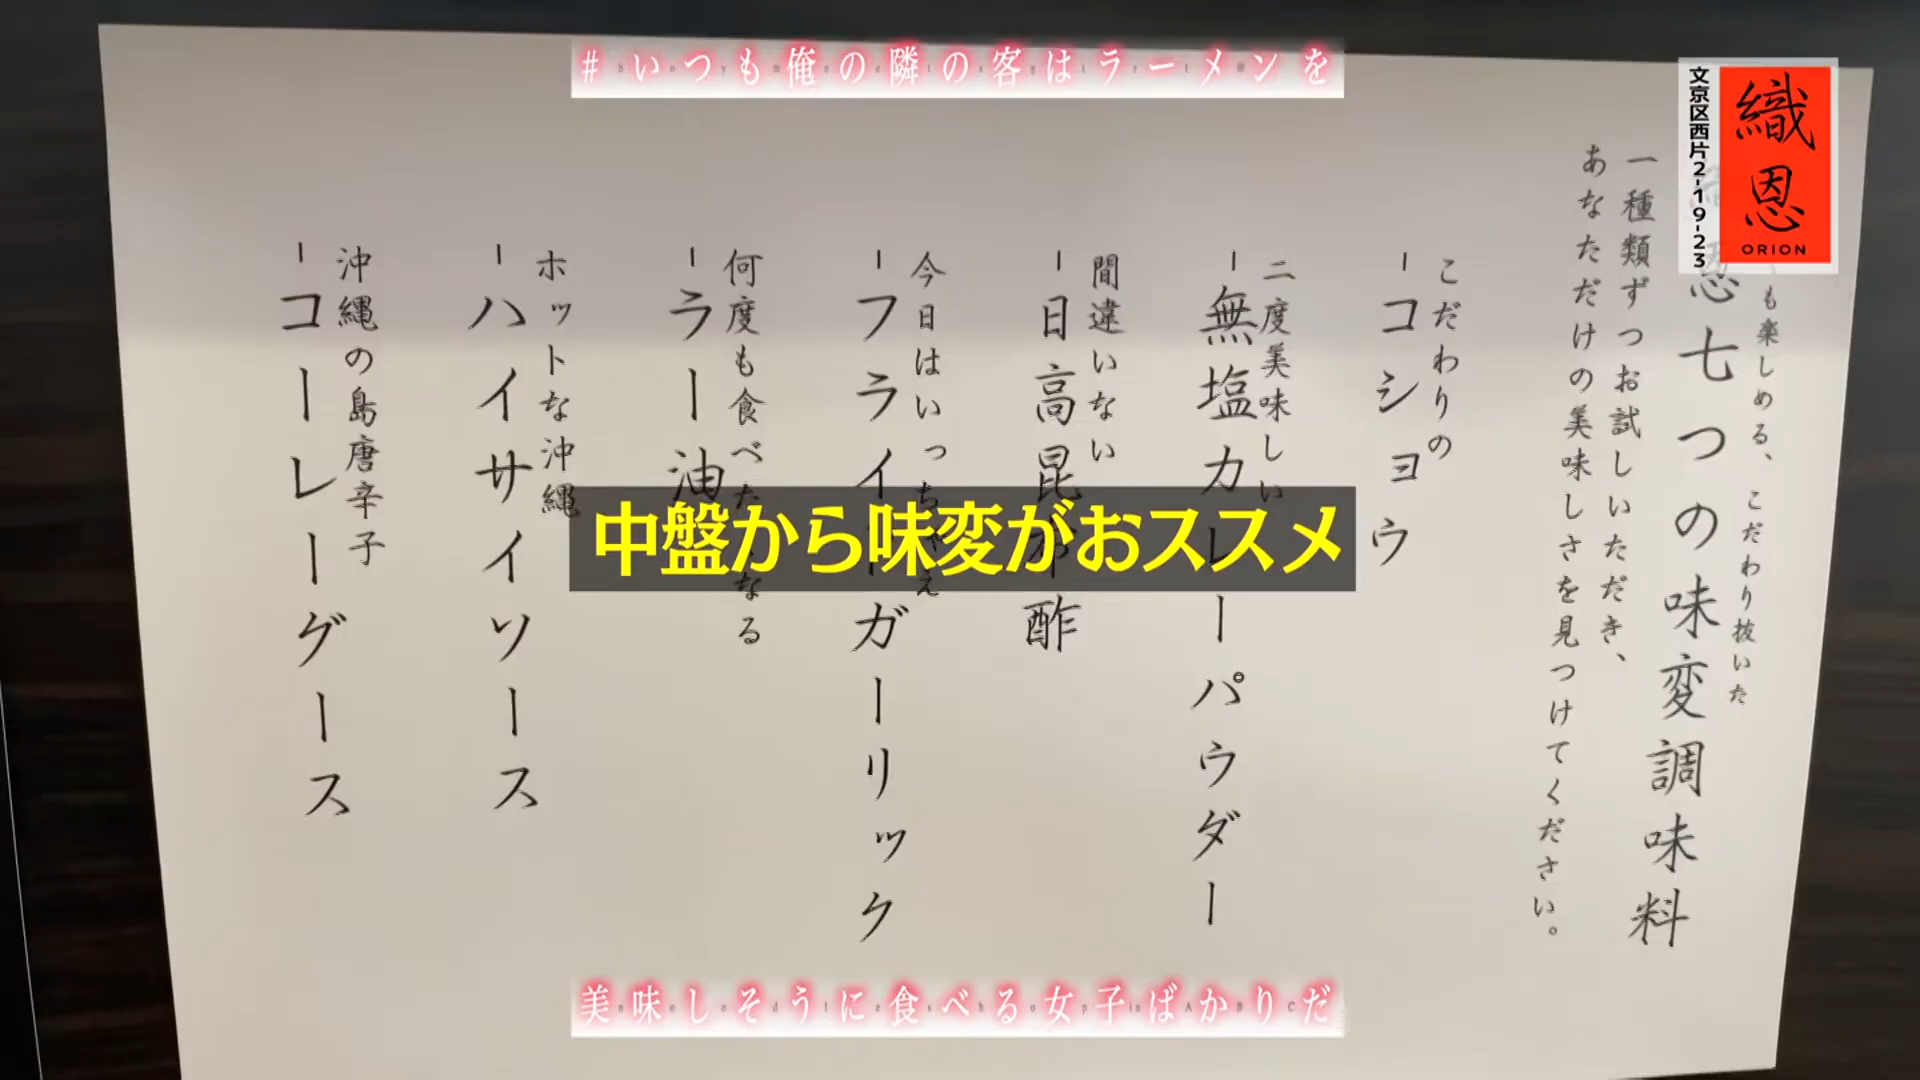 #いつも俺の隣の客はラーメンを
文京区西片2-19-23
織恩
ORION
も楽しめる、こだわり抜いた
恩七つの味変調味料
一種類ずつお試しいただき、
あなただけの美味しさを見つけてください。
こだわりの
-コショウ
二度美味しい
-無塩カレーパウダー
間違いない
-日高昆布酢
今日はいっちゃえ
-フライドガーリック
何度も食べたくなる
-ラー油
ホットな沖縄
-ハイサイソース
沖縄の島唐辛子
-コーレーグース
中盤から味変がおススメ
美味しそうに食べる女子ばかりだ